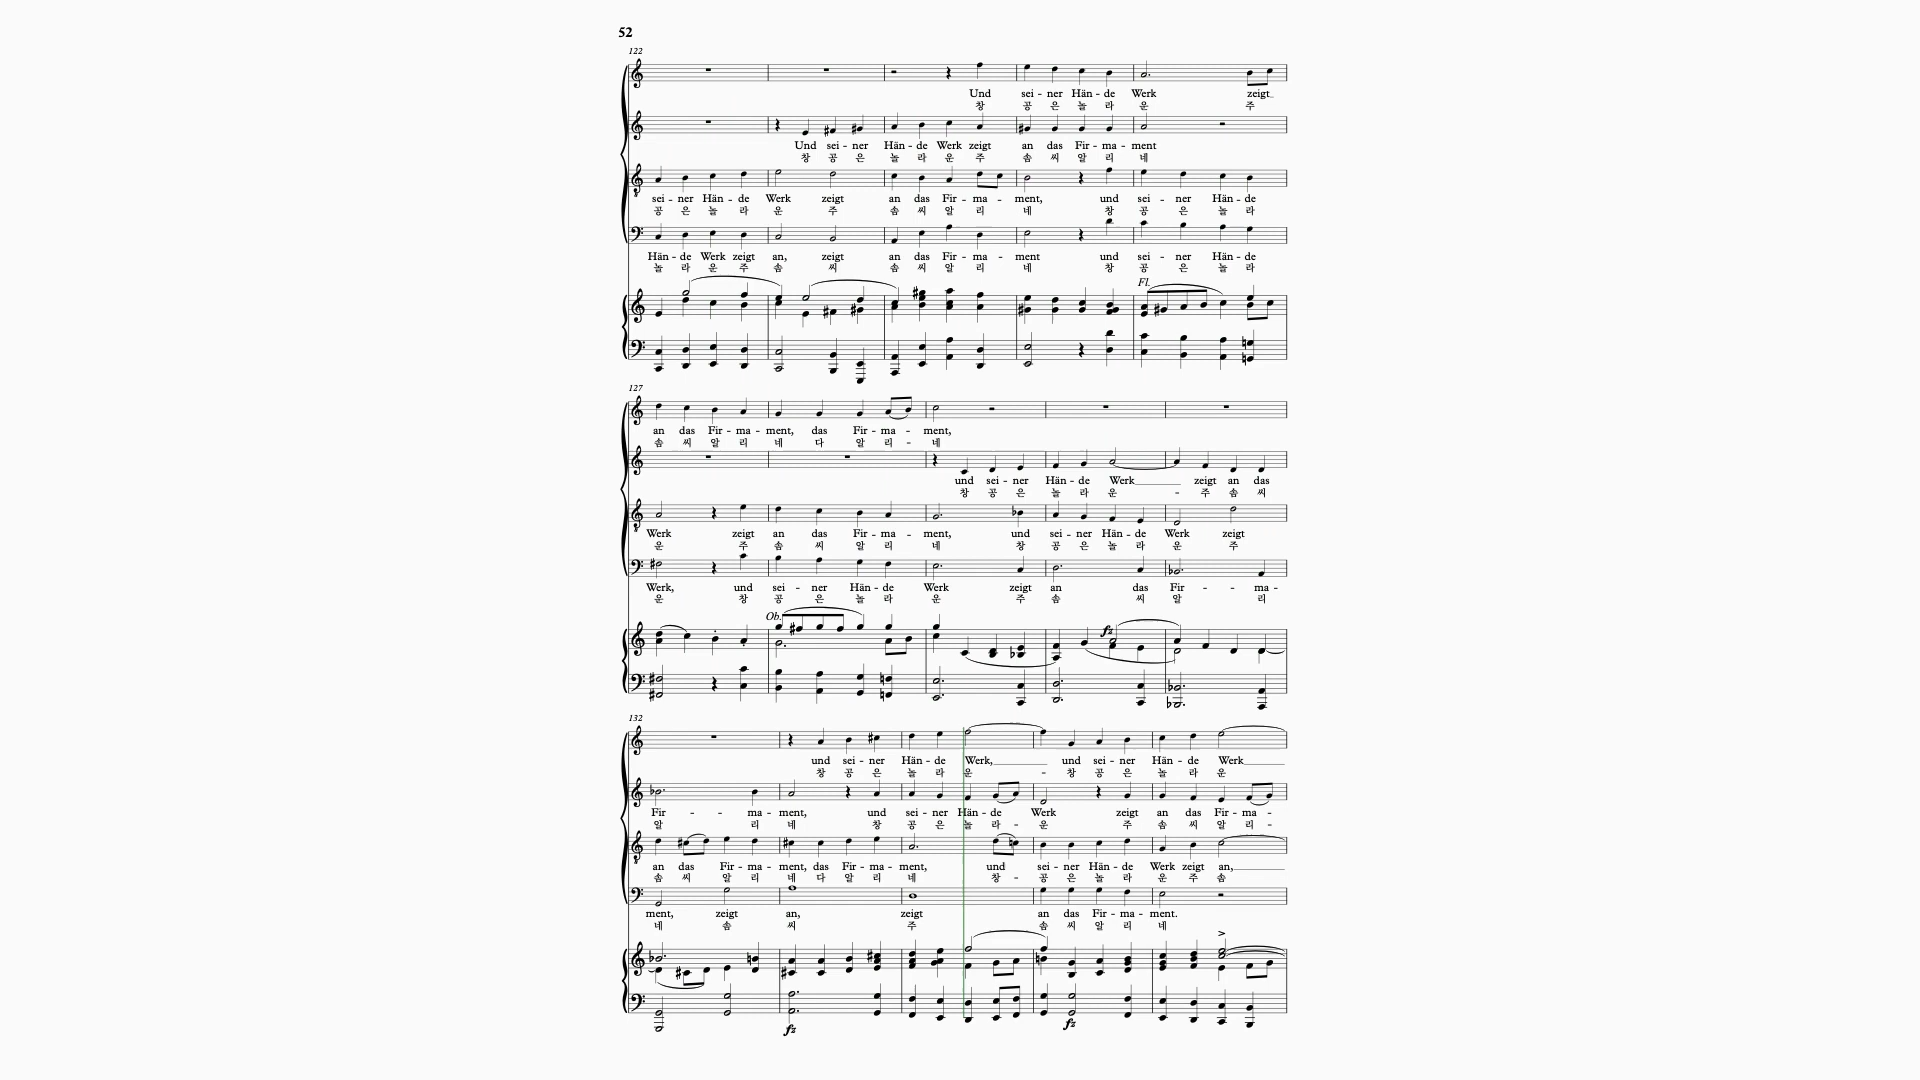 52
122
Und sei - ner Hän - de Werk zeigt_
창 공 은 놀 라 운 주
Und sei - ner Hän - de Werk zeigt an das Fir - ma - ment
창 공 은 놀 라 운 주 솜 씨 알 리 네
sei - ner Hän - de Werk zeigt an das Fir - ma - ment, und sei - ner Hän - de
공 은 놀 라 운 주 솜 씨 알 리 네 창 공 은 놀 라
Hän - de Werk zeigt an, zeigt an das Fir - ma - ment und sei - ner Hän - de
놀 라 운 주 솜 씨 솜 씨 알 리 네 창 공 은 놀 라
Fl.
127
an das Fir - ma - ment, das Fir - ma - ment,
솜 씨 알 리 네 다 알 리 - 네
und sei - ner Hän - de Werk____ zeigt an das
창 공 은 놀 라 운 - 주 솜 씨
Werk zeigt an das Fir - ma - ment, und sei - ner Hän - de Werk zeigt
운 주 솜 씨 알 리 네 창 공 은 놀 라 운 주
Werk, und sei - ner Hän - de Werk zeigt an das Fir - - ma -
운 창 공 은 놀 라 운 주 솜 씨 알 리
Ob.
fz
132
und sei - ner Hän - de Werk,____ und sei - ner Hän - de Werk____
창 공 은 놀 라 운 - 창 공 은 놀 라 운
Fir - - ma - ment, und sei - ner Hän - de Werk zeigt an das Fir - ma -
알 리 네 창 공 은 놀 라 - 운 주 솜 씨 알 리 -
an das Fir - ma - ment, das Fir - ma - ment, und sei - ner Hän - de Werk zeigt an,____
솜 씨 알 리 네 다 알 리 네 창 - 공 은 놀 라 운 주 솜
ment, zeigt an, zeigt an das Fir - ma - ment.
네 솜 씨 주 솜 씨 알 리 네
fz fz